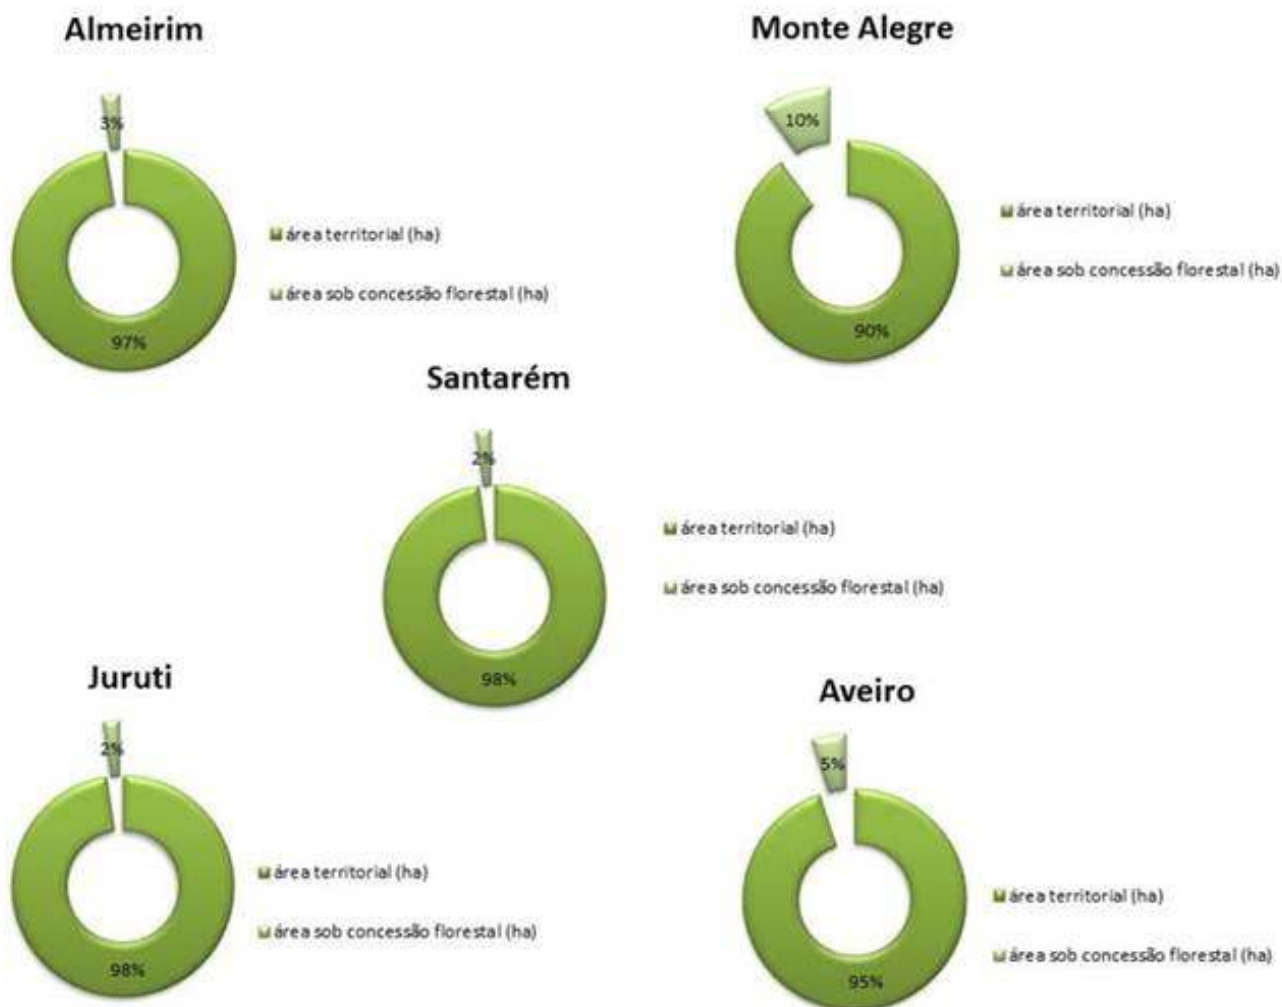 Almeirim
3%
97%
área territorial (ha)
área sob concessão florestal (ha)
Monte Alegre
10%
90%
área territorial (ha)
área sob concessão florestal (ha)
Santarém
2%
98%
área territorial (ha)
área sob concessão florestal (ha)
Juruti
2%
98%
área territorial (ha)
área sob concessão florestal (ha)
Aveiro
5%
95%
área territorial (ha)
área sob concessão florestal (ha)